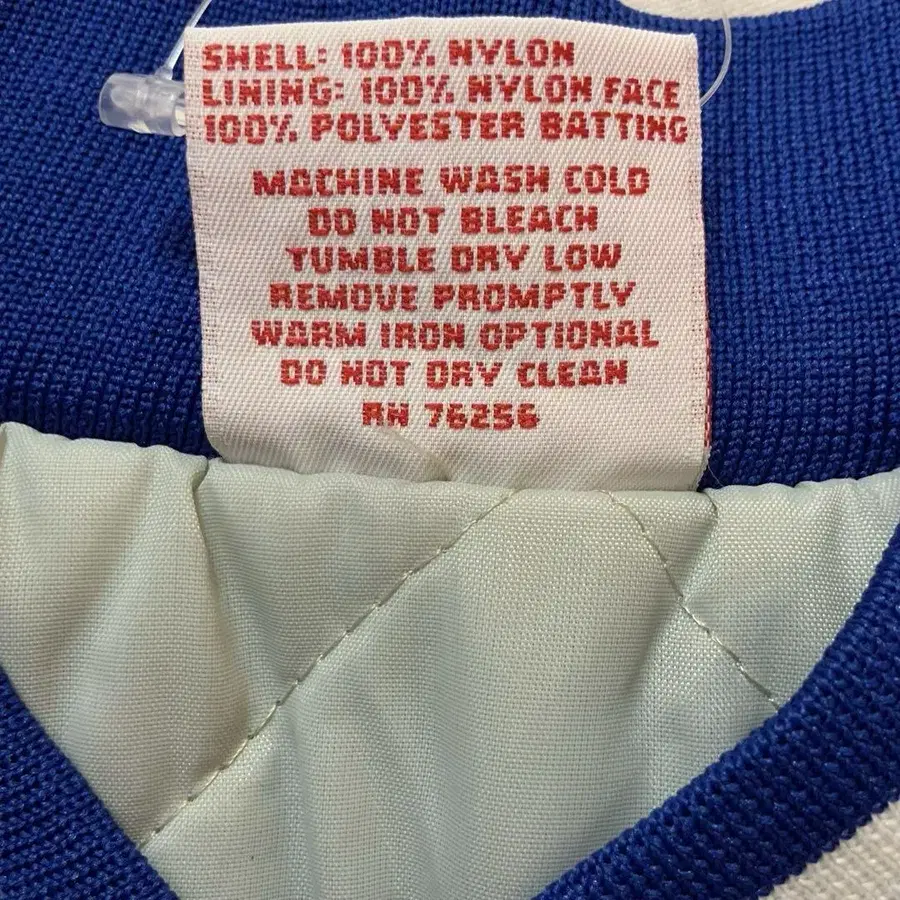 SHELL: 100% NYLON
LINING: 100% NYLON FACE
100% POLYESTER BATTING
MACHINE WASH COLD
DO NOT BLEACH
TUMBLE DRY LOW
REMOVE PROMPTLY
WARM IRON OPTIONAL
DO NOT DRY CLEAN
RN 76256